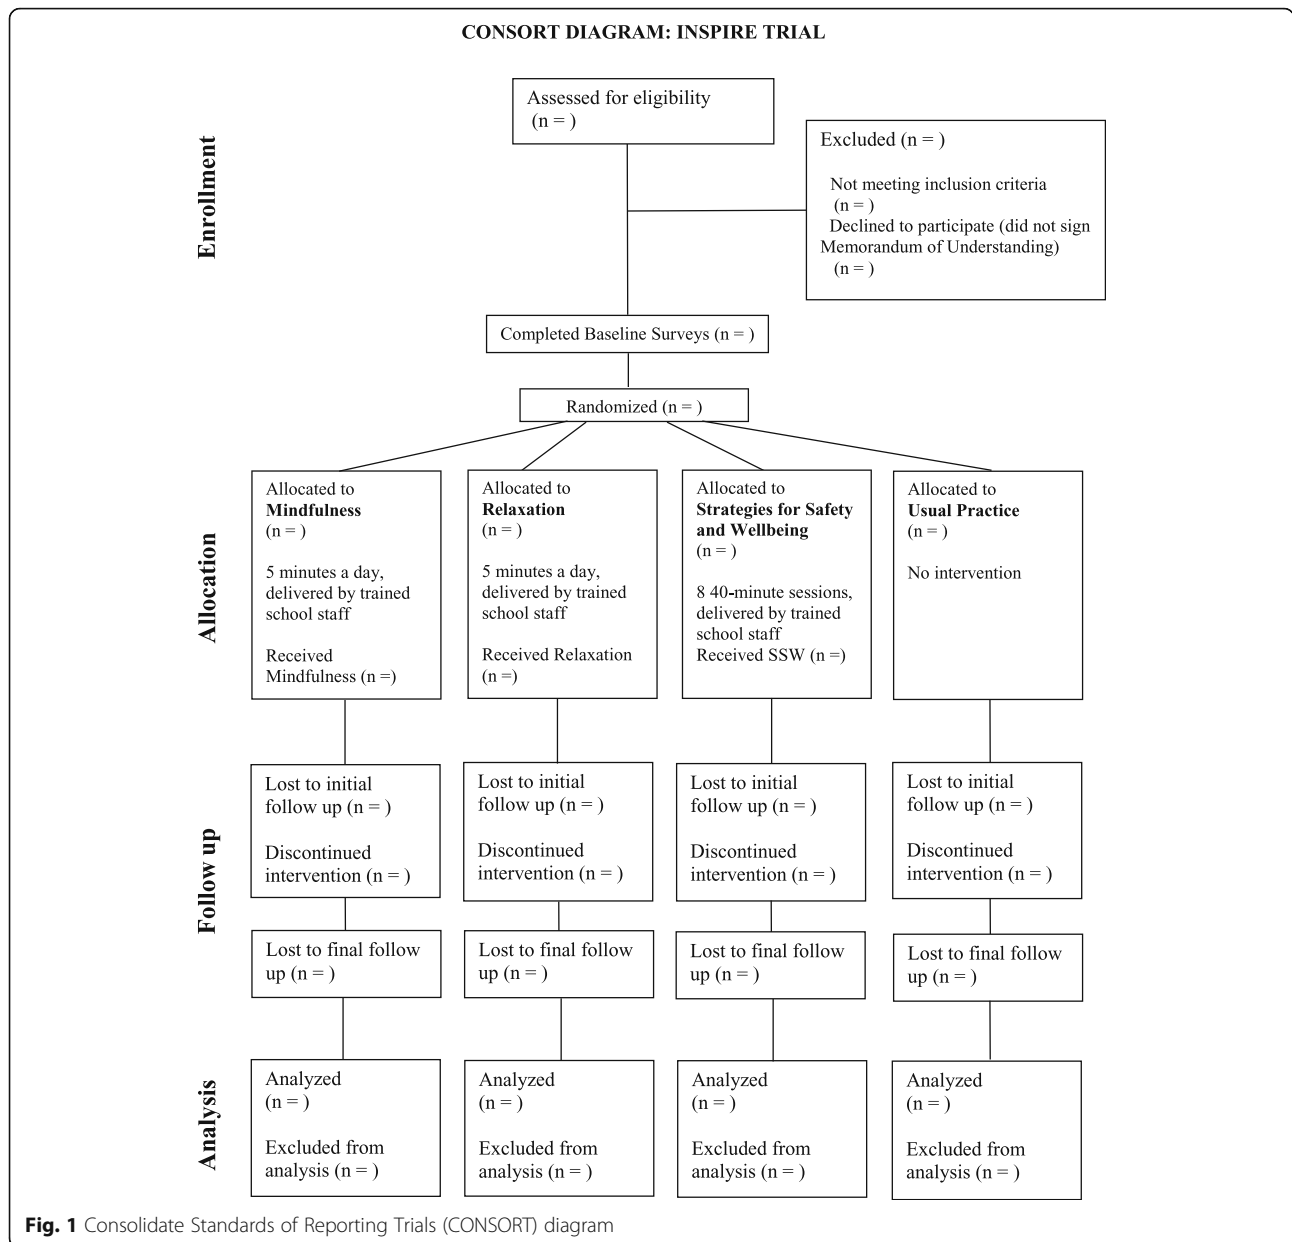 CONSORT DIAGRAM: INSPIRE TRIAL
Enrollment
Assessed for eligibility
(n = )
Excluded (n = )
Not meeting inclusion criteria
(n = )
Declined to participate (did not sign
Memorandum of Understanding)
(n = )
Completed Baseline Surveys (n = )
Randomized (n = )
Allocation
Allocated to
Mindfulness
(n = )
5 minutes a day,
delivered by trained
school staff
Received
Mindfulness (n =)
Allocated to
Relaxation
(n = )
5 minutes a day,
delivered by trained
school staff
Received Relaxation
(n =)
Allocated to
Strategies for Safety
and Wellbeing
(n = )
8 40-minute sessions,
delivered by trained
school staff
Received SSW (n =)
Allocated to
Usual Practice
(n = )
No intervention
Follow up
Lost to initial
follow up (n = )
Discontinued
intervention (n = )
Lost to initial
follow up (n = )
Discontinued
intervention (n = )
Lost to initial
follow up (n = )
Discontinued
intervention (n = )
Lost to initial
follow up (n = )
Discontinued
intervention (n = )
Lost to final follow
up (n = )
Lost to final follow
up (n = )
Lost to final follow
up (n = )
Lost to final follow
up (n = )
Analysis
Analyzed
(n = )
Excluded from
analysis (n = )
Analyzed
(n = )
Excluded from
analysis (n = )
Analyzed
(n = )
Excluded from
analysis (n = )
Analyzed
(n = )
Excluded from
analysis (n = )
Fig. 1 Consolidate Standards of Reporting Trials (CONSORT) diagram